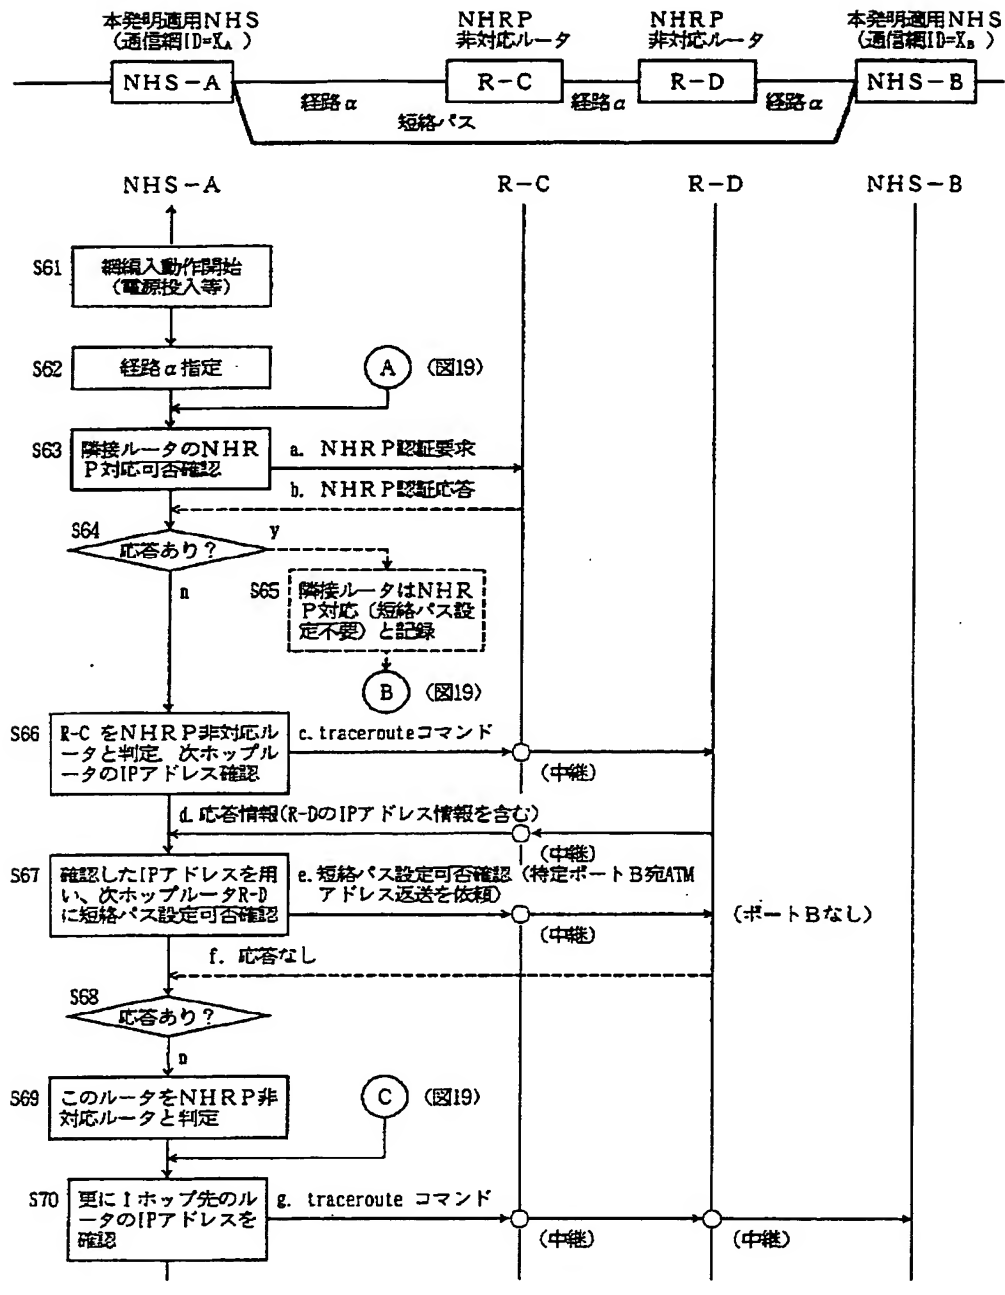 本発明適用NHS
(通信網ID=XA )
NHRP
非対応ルータ
NHRP
非対応ルータ
本発明適用NHS
(通信網ID=XB )
NHS-A
R-C
R-D
NHS-B
経路α
経路α
経路α
短絡パス
NHS-A
R-C
R-D
NHS-B
S61
網編入動作開始
(電源投入等)
S62
経路α指定
A
(図19)
S63
隣接ルータのNHR
P対応可否確認
a. NHRP認証要求
b. NHRP認証応答
S64
応答あり?
y
n
S65
隣接ルータはNHR
P対応(短絡パス設
定不要)と記録
B
(図19)
S66
R-C をNHRP非対応ル
ータと判定, 次ホップル
ータのIPアドレス確認
c. tracerouteコマンド
(中継)
d. 応答情報(R-DのIPアドレス情報を含む)
(中継)
S67
確認したIPアドレスを用
い、次ホップルータR-D
に短絡パス設定可否確認
e. 短絡パス設定可否確認(特定ポートB宛ATM
アドレス返送を依頼)
(中継)
(ポートBなし)
f. 応答なし
S68
応答あり?
n
S69
このルータをNHRP非
対応ルータと判定
C
(図19)
S70
更に1ホップ先のル
ータのIPアドレスを
確認
g. traceroute コマンド
(中継)
(中継)